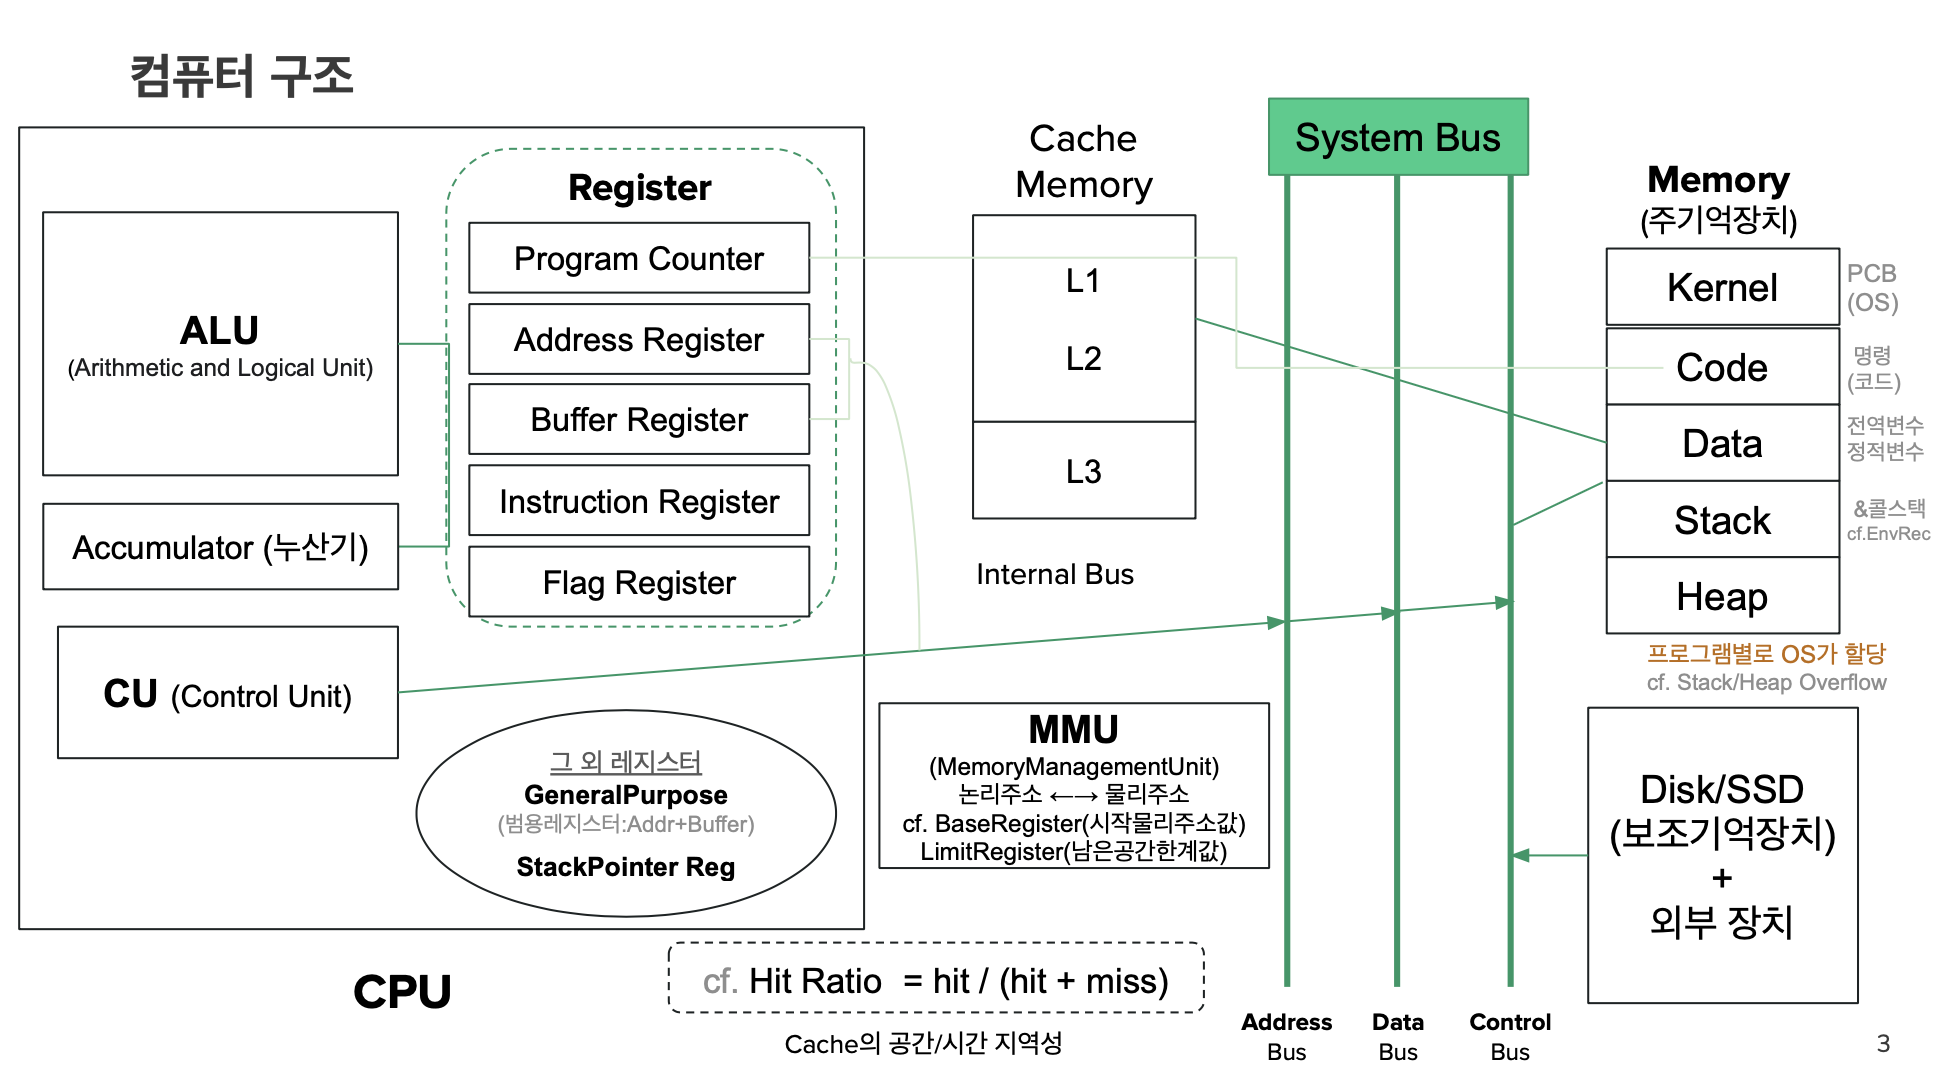 컴퓨터 구조
Register
ALU
(Arithmetic and Logical Unit)
Accumulator (누산기)
CU (Control Unit)
Program Counter
Address Register
Buffer Register
Instruction Register
Flag Register
그 외 레지스터
GeneralPurpose
(범용레지스터:Addr+Buffer)
StackPointer Reg
CPU
Cache
Memory
L1
L2
L3
Internal Bus
MMU
(MemoryManagementUnit)
논리주소 ←→ 물리주소
cf. BaseRegister(시작물리주소값)
LimitRegister(남은공간한계값)
cf. Hit Ratio = hit / (hit + miss)
Cache의 공간/시간 지역성
System Bus
Address
Bus
Data
Bus
Control
Bus
Memory
(주기억장치)
Kernel
PCB
(OS)
Code
명령
(코드)
Data
전역변수
정적변수
Stack
&콜스택
cf.EnvRec
Heap
프로그램별로 OS가 할당
cf. Stack/Heap Overflow
Disk/SSD
(보조기억장치)
+
외부 장치
3